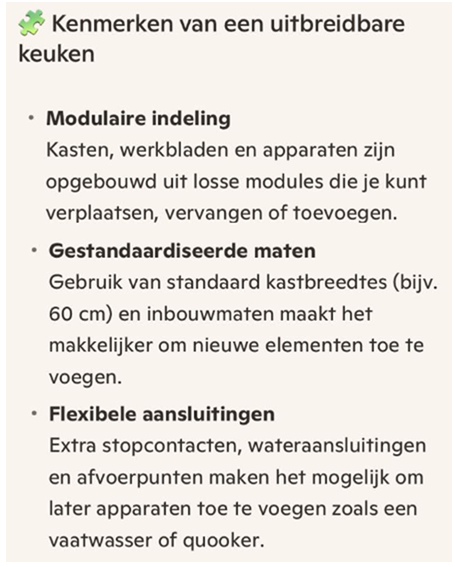 🧩 Kenmerken van een uitbreidbare
keuken
• Modulaire indeling
Kasten, werkbladen en apparaten zijn
opgebouwd uit losse modules die je kunt
verplaatsen, vervangen of toevoegen.
• Gestandaardiseerde maten
Gebruik van standaard kastbreedtes (bijv.
60 cm) en inbouwmaten maakt het
makkelijker om nieuwe elementen toe te
voegen.
• Flexibele aansluitingen
Extra stopcontacten, wateraansluitingen
en afvoerpunten maken het mogelijk om
later apparaten toe te voegen zoals een
vaatwasser of quooker.